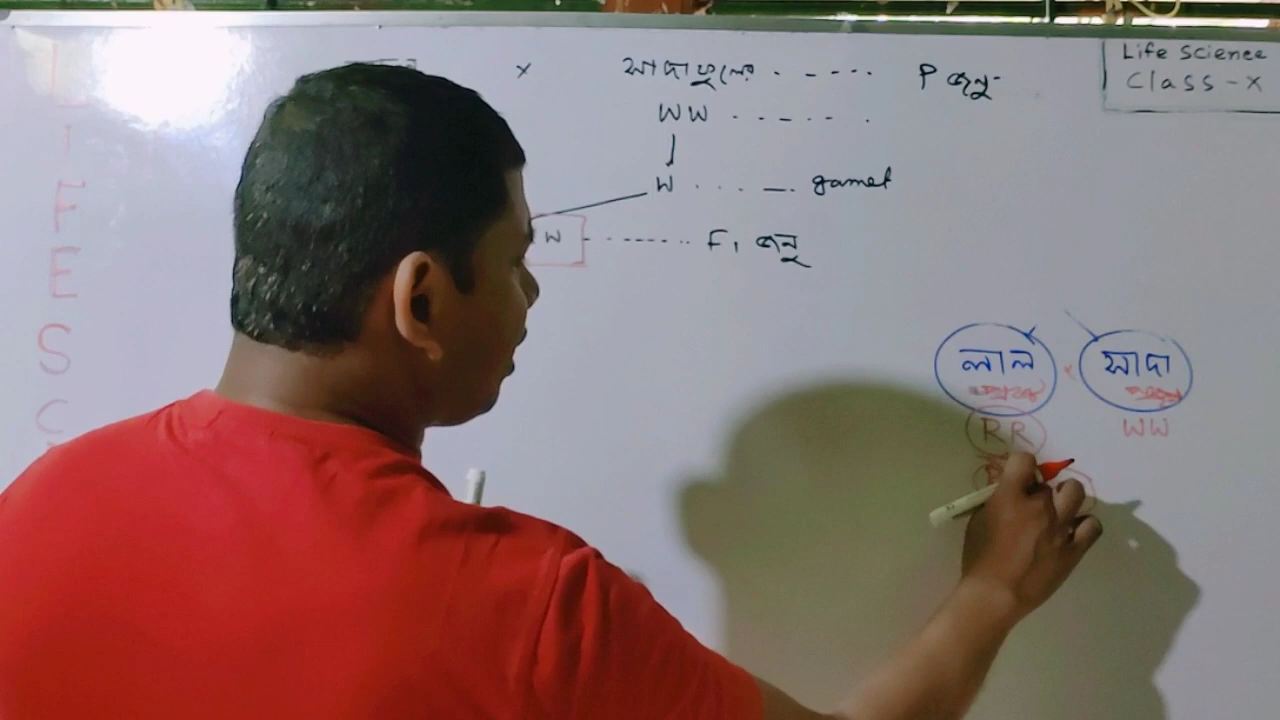 Life Science
Class - X
x সাদাফুলের . - - - . . P জনু
WW . . - . - - .
W . . . - . gamet
W - . - - - - - . . F₁ জনু
লাল x সাদা
RR WW
L
I
F
E
S
C